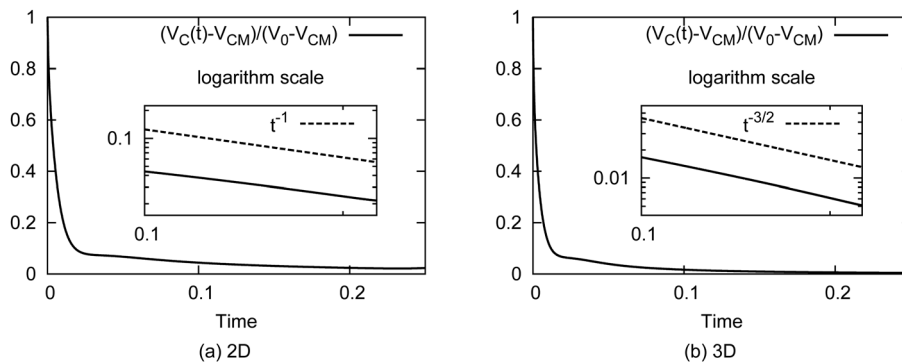 (V_C(t)-V_CM)/(V_0-V_CM)
1
0.8
logarithm scale
t^-1
0.1
0.6
0.4
0.1
0.2
0
0 0.1 0.2
Time
(a) 2D
(V_C(t)-V_CM)/(V_0-V_CM)
1
0.8
logarithm scale
t^-3/2
0.6
0.01
0.4
0.1
0.2
0
0 0.1 0.2
Time
(b) 3D